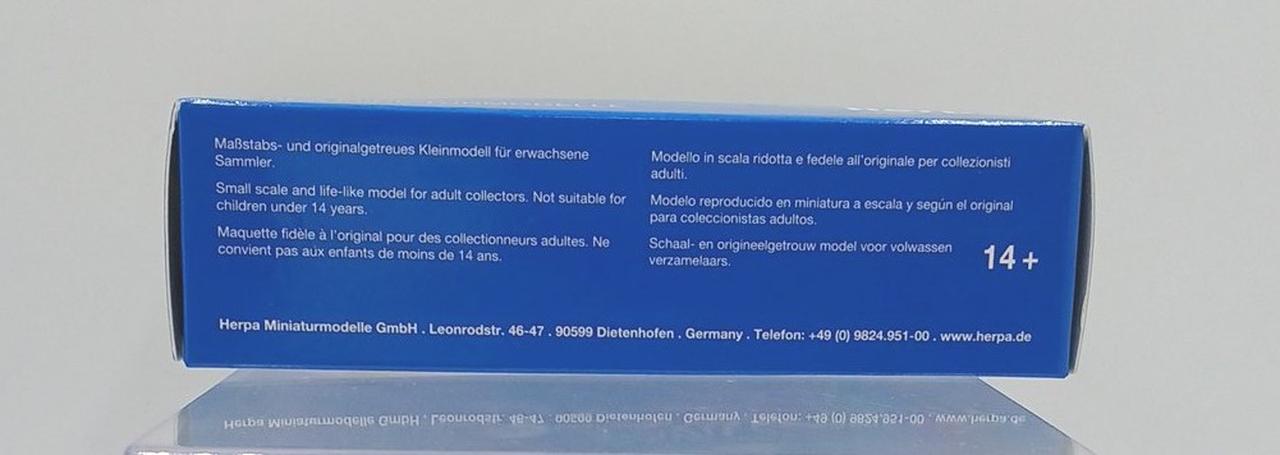 Maßstabs- und originalgetreues Kleinmodell für erwachsene
Sammler.
Small scale and life-like model for adult collectors. Not suitable for
children under 14 years.
Maquette fidèle à l'original pour des collectionneurs adultes. Ne
convient pas aux enfants de moins de 14 ans.
Modello in scala ridotta e fedele all'originale per collezionisti
adulti.
Modelo reproducido en miniatura a escala y según el original
para coleccionistas adultos.
Schaal- en origineelgetrouw model voor volwassen
verzamelaars.
14+
Herpa Miniaturmodelle GmbH . Leonrodstr. 46-47 . 90599 Dietenhofen . Germany . Telefon: +49 (0) 9824.951-00 . www.herpa.de